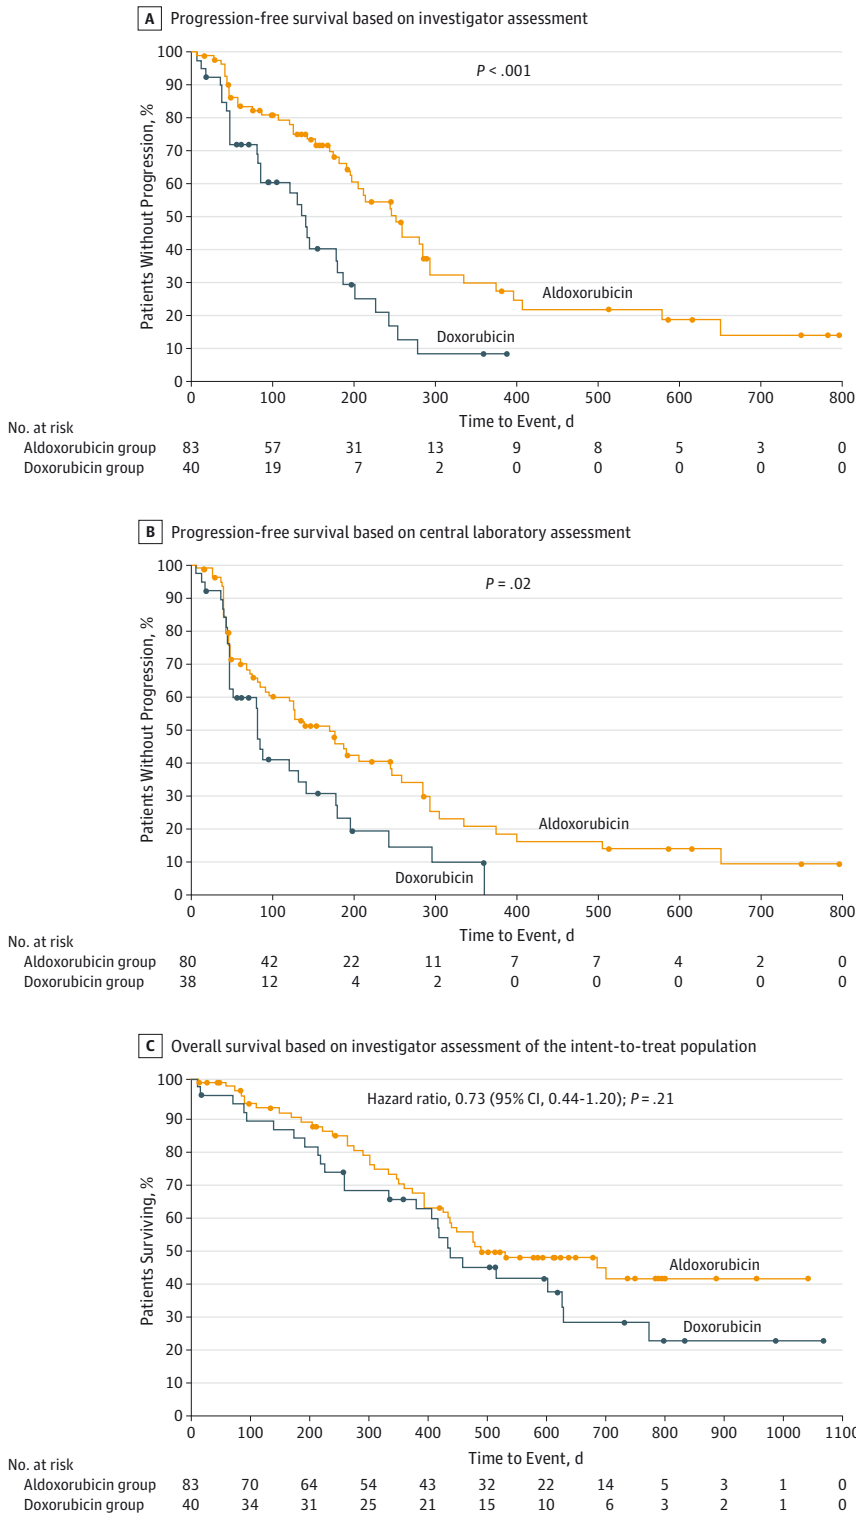 A Progression-free survival based on investigator assessment
100
90
80
70
60
50
40
30
20
10
0
Patients Without Progression, %
P < .001
Aldoxorubicin
Doxorubicin
0 100 200 300 400 500 600 700 800
Time to Event, d
No. at risk
Aldoxorubicin group 83 57 31 13 9 8 5 3 0
Doxorubicin group 40 19 7 2 0 0 0 0 0
B Progression-free survival based on central laboratory assessment
100
90
80
70
60
50
40
30
20
10
0
Patients Without Progression, %
P = .02
Aldoxorubicin
Doxorubicin
0 100 200 300 400 500 600 700 800
Time to Event, d
No. at risk
Aldoxorubicin group 80 42 22 11 7 7 4 2 0
Doxorubicin group 38 12 4 2 0 0 0 0 0
C Overall survival based on investigator assessment of the intent-to-treat population
100
90
80
70
60
50
40
30
20
10
0
Patients Surviving, %
Hazard ratio, 0.73 (95% CI, 0.44-1.20); P = .21
Aldoxorubicin
Doxorubicin
0 100 200 300 400 500 600 700 800 900 1000 1100
Time to Event, d
No. at risk
Aldoxorubicin group 83 70 64 54 43 32 22 14 5 3 1 0
Doxorubicin group 40 34 31 25 21 15 10 6 3 2 1 0